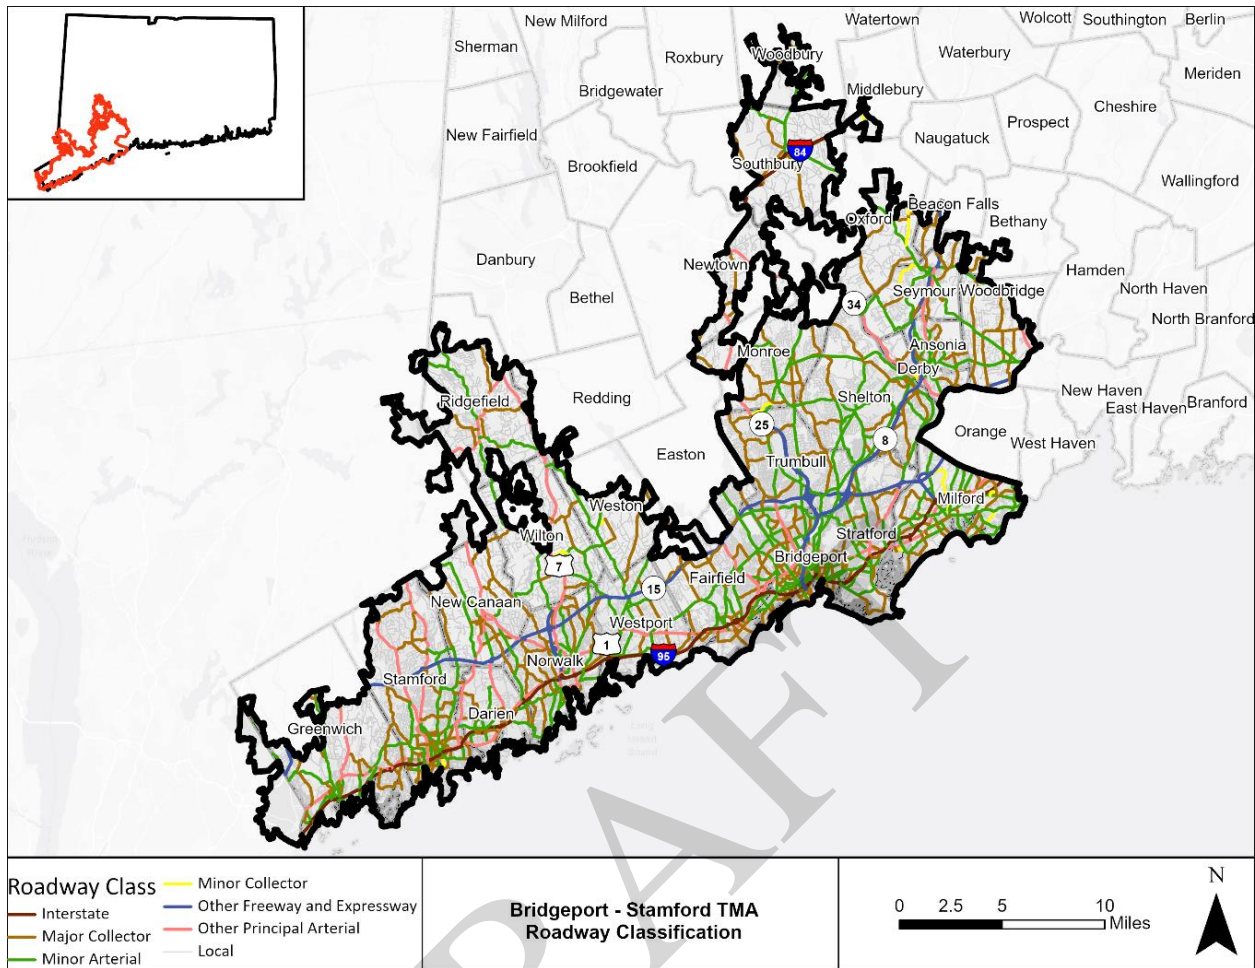 New Milford
Watertown
Wolcott
Southington
Berlin
Sherman
Roxbury
Woodbury
Waterbury
Meriden
Bridgewater
Middlebury
Cheshire
New Fairfield
Prospect
Naugatuck
84
Brookfield
Southbury
Wallingford
Beacon Falls
Oxford
Bethany
Danbury
Newtown
Hamden
Bethel
Seymour
Woodbridge
North Haven
34
North Branford
Monroe
Ansonia
Derby
New Haven
Redding
Shelton
Ridgefield
East Haven
Branford
25
8
Orange
West Haven
Easton
Trumbull
Weston
Milford
Wilton
Stratford
Bridgeport
7
Fairfield
15
New Canaan
Westport
1
95
Norwalk
Stamford
Darien
Long
Island
Sound
Greenwich
DRAFT
Roadway Class
Interstate
Major Collector
Minor Arterial
Minor Collector
Other Freeway and Expressway
Other Principal Arterial
Local
Bridgeport - Stamford TMA
Roadway Classification
0 2.5 5 10
Miles
N